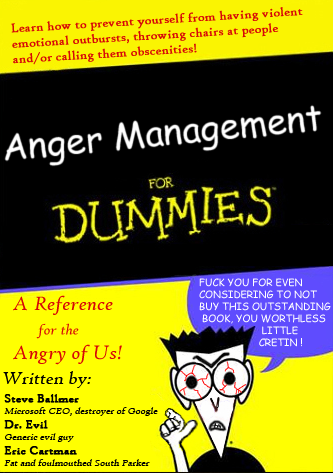 Learn how to prevent yourself from having violent
emotional outbursts, throwing chairs at people
and/or calling them obscenities!
Anger Management
FOR
DUMMIES™
FUCK YOU FOR EVEN
CONSIDERING TO NOT
BUY THIS OUTSTANDING
BOOK, YOU WORTHLESS
LITTLE
CRETIN !
A Reference
for the
Angry of Us!
Written by:
Steve Ballmer
Microsoft CEO, destroyer of Google
Dr. Evil
Generic evil guy
Eric Cartman
Fat and foulmouthed South Parker